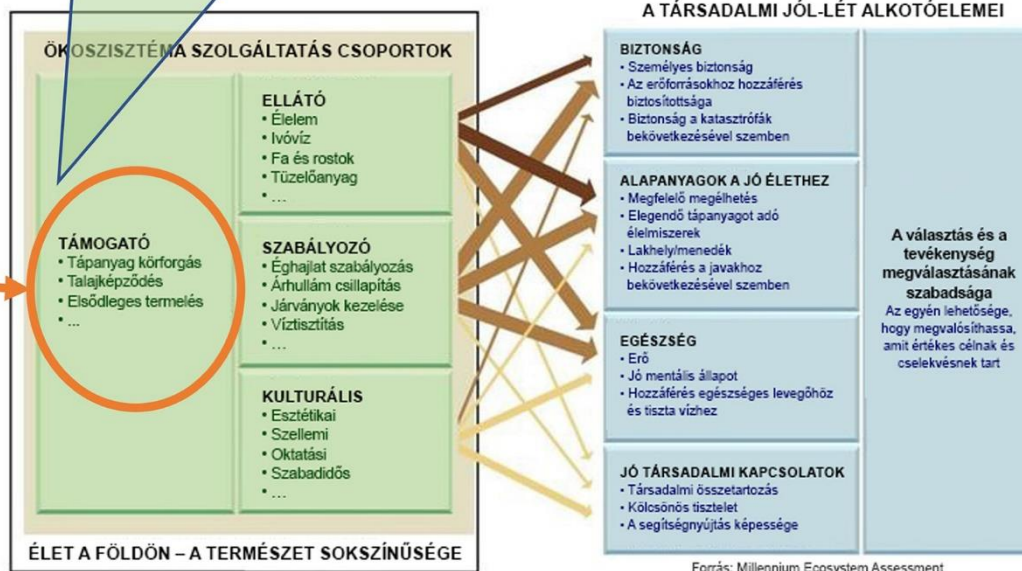 ÖKOSZISZTÉMA SZOLGÁLTATÁS CSOPORTOK
TÁMOGATÓ
• Tápanyag körforgás
• Talajképződés
• Elsődleges termelés
• ...
ELLÁTÓ
• Élelem
• Ivóvíz
• Fa és rostok
• Tüzelőanyag
• ...
SZABÁLYOZÓ
• Éghajlat szabályozás
• Árhullám csillapítás
• Járványok kezelése
• Víztisztítás
• ...
KULTURÁLIS
• Esztétikai
• Szellemi
• Oktatási
• Szabadidős
• ...
ÉLET A FÖLDÖN – A TERMÉSZET SOKSZÍNŰSÉGE
A TÁRSADALMI JÓL-LÉT ALKOTÓELEMEI
BIZTONSÁG
• Személyes biztonság
• Az erőforrásokhoz hozzáférés
biztosítottsága
• Biztonság a katasztrófák
bekövetkezésével szemben
ALAPANYAGOK A JÓ ÉLETHEZ
• Megfelelő megélhetés
• Elegendő tápanyagot adó
élelmiszerek
• Lakhely/menedék
• Hozzáférés a javakhoz
bekövetkezésével szemben
EGÉSZSÉG
• Erő
• Jó mentális állapot
• Hozzáférés egészséges levegőhöz
és tiszta vízhez
JÓ TÁRSADALMI KAPCSOLATOK
• Társadalmi összetartozás
• Kölcsönös tisztelet
• A segítségnyújtás képessége
A választás és a
tevékenység
megválasztásának
szabadsága
Az egyén lehetősége,
hogy megvalósíthassa,
amit értékes célnak és
cselekvésnek tart
Forrás: Millennium Ecosystem Assessment